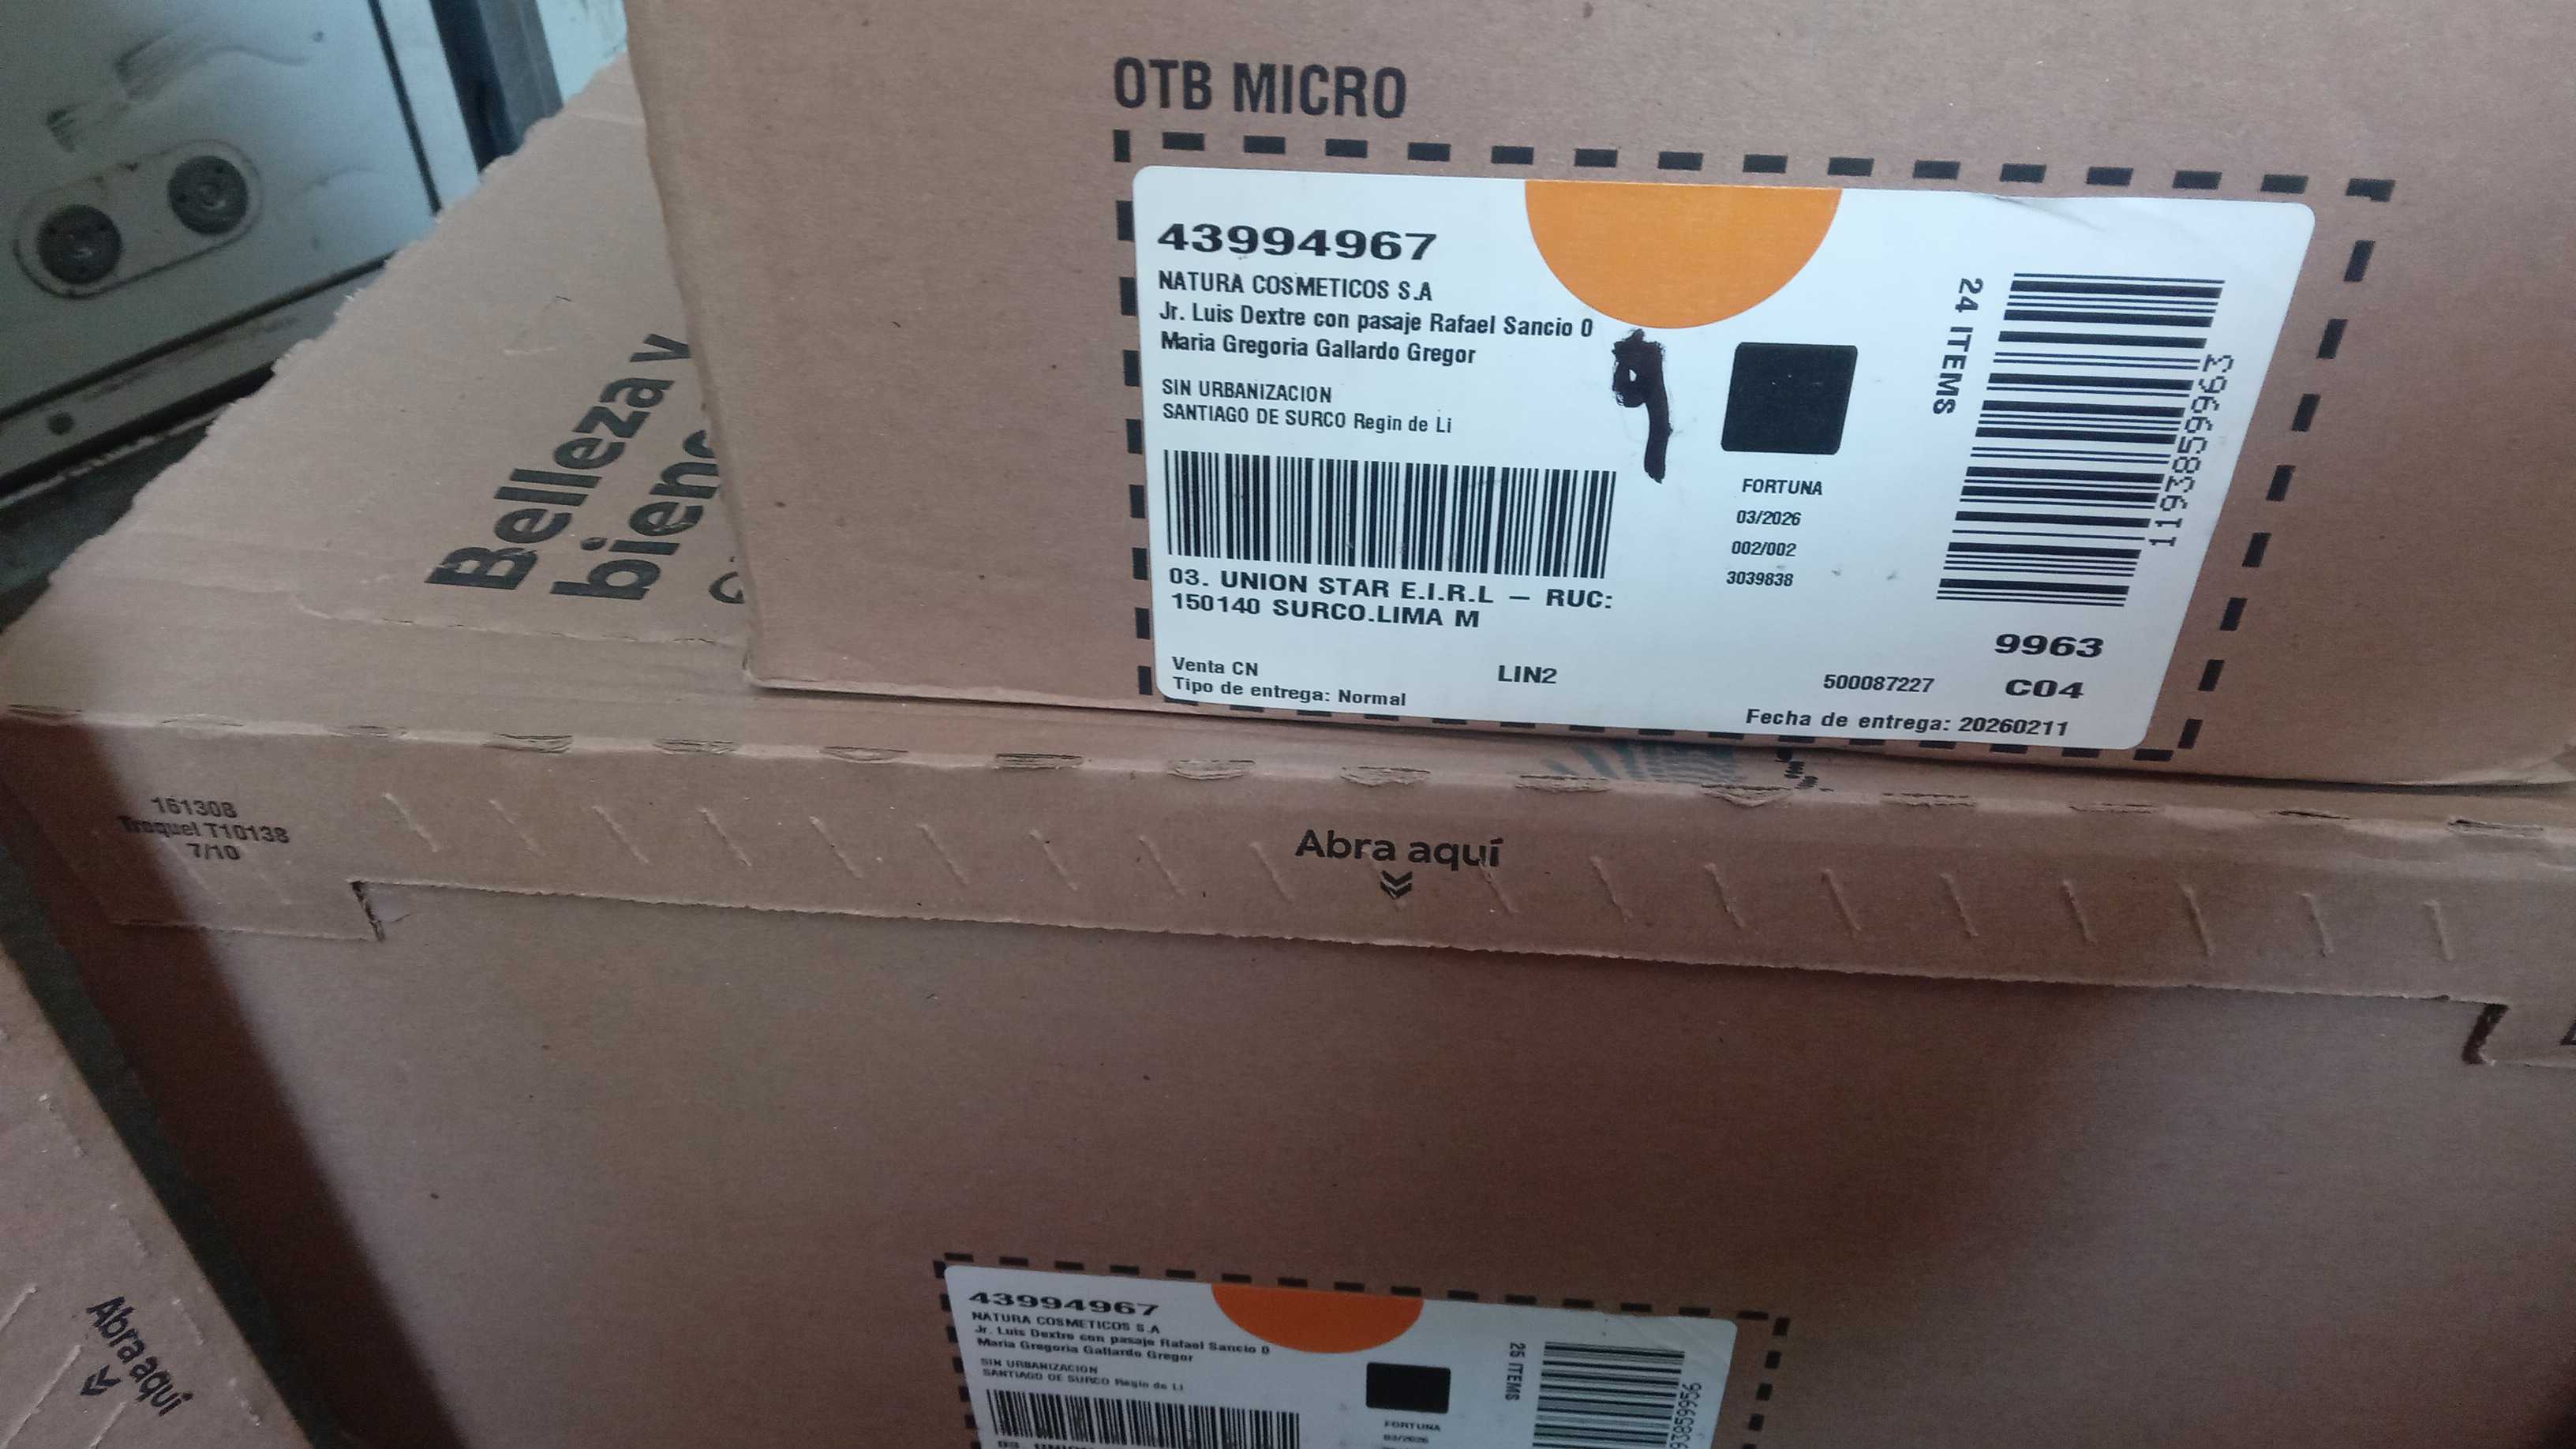 OTB MICRO
43994967
NATURA COSMETICOS S.A
Jr. Luis Dextre con pasaje Rafael Sancio 0
Maria Gregoria Gallardo Gregor
SIN URBANIZACION
SANTIAGO DE SURCO Regin de Li
03. UNION STAR E.I.R.L – RUC:
150140 SURCO.LIMA M
Venta CN
Tipo de entrega: Normal
LIN2
FORTUNA
03/2026
002/002
3039838
24 ITEMS
1193859963
9963
500087227
C04
Fecha de entrega: 20260211
Belleza y
161308
Troquel T10138
7/10
Abra aquí
Abra aquí
43994967
NATURA COSMETICOS S.A
Jr. Luis Dextre con pasaje Rafael Sancio 0
Maria Gregoria Gallardo Gregor
SIN URBANIZACION
SANTIAGO DE SURCO Regin de Li
FORTUNA
03/2026
25 ITEMS